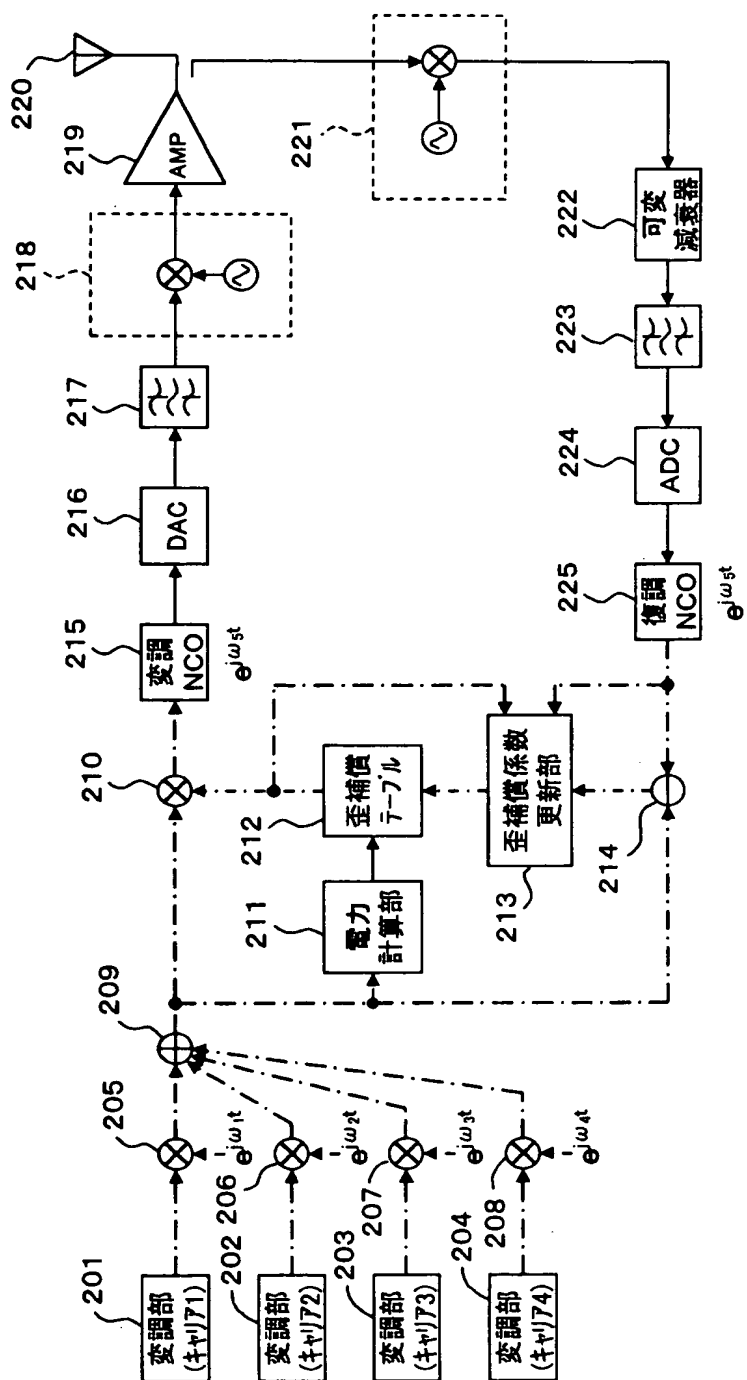 201
変調部
(キャリア1)
205
e^jω1t
209
202
変調部
(キャリア2)
206
e^jω2t
203
変調部
(キャリア3)
207
e^jω3t
204
変調部
(キャリア4)
208
e^jω4t
210
211
電力
計算部
212
歪補償
テーブル
213
歪補償係数
更新部
214
215
変調
NCO
e^jω5t
216
DAC
217
218
219
AMP
220
221
222
可変
減衰器
223
224
ADC
225
復調
NCO
e^jω5t